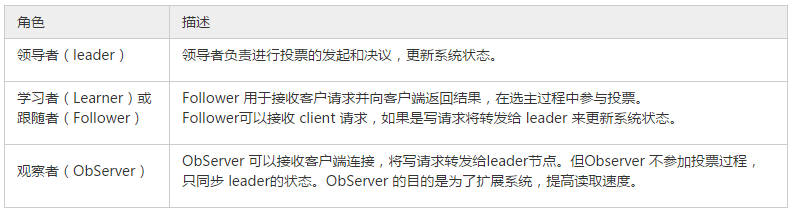 角色 描述
领导者（leader） 领导者负责进行投票的发起和决议，更新系统状态。
学习者（Learner）或 Follower 用于接收客户请求并向客户端返回结果，在选主过程中参与投票。
跟随者（Follower） Follower可以接收 client 请求，如果是写请求将转发给 leader 来更新系统状态。
观察者（ObServer） ObServer 可以接收客户端连接，将写请求转发给leader节点。但Observer 不参加投票过程，
只同步 leader的状态。ObServer 的目的是为了扩展系统，提高读取速度。